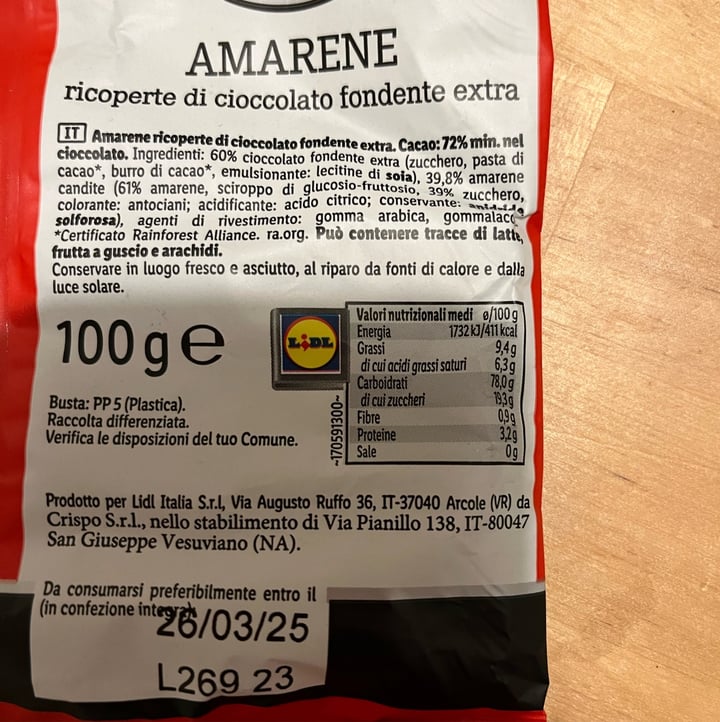 AMARENE
ricoperte di cioccolato fondente extra
IT Amarene ricoperte di cioccolato fondente extra. Cacao: 72% min. nel
cioccolato. Ingredienti: 60% cioccolato fondente extra (zucchero, pasta di
cacao*, burro di cacao*, emulsionante: lecitine di soia), 39,8% amarene
candite (61% amarene, sciroppo di glucosio-fruttosio, 39% zucchero,
colorante: antociani; acidificante: acido citrico; conservante: anidride
solforosa), agenti di rivestimento: gomma arabica, gommalacc
*Certificato Rainforest Alliance. ra.org. Può contenere tracce di latte,
frutta a guscio e arachidi.
Conservare in luogo fresco e asciutto, al riparo da fonti di calore e dalla
luce solare.
100 g e
LIDL
Valori nutrizionali medi ø/100 g
Energia 1732 kJ/411 kcal
Grassi 9,4 g
di cui acidi grassi saturi 6,3 g
Carboidrati 78,0 g
di cui zuccheri
Fibre 0,9 g
Proteine 3,2 g
Sale 0 g
~170591300~
Busta: PP 5 (Plastica).
Raccolta differenziata.
Verifica le disposizioni del tuo Comune.
Prodotto per Lidl Italia S.r.l, Via Augusto Ruffo 36, IT-37040 Arcole (VR) da
Crispo S.r.l., nello stabilimento di Via Pianillo 138, IT-80047
San Giuseppe Vesuviano (NA).
Da consumarsi preferibilmente entro il
(in confezione integra):
26/03/25
L269 23